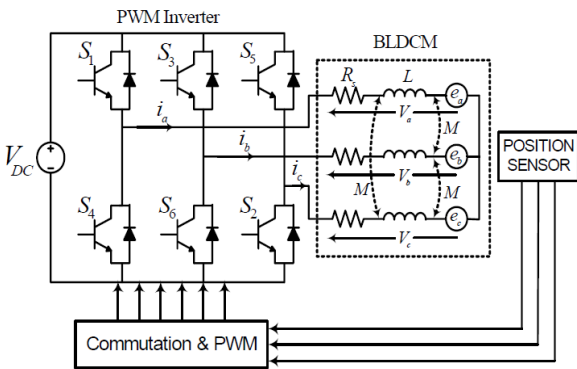 PWM Inverter
BLDCM
S1
S3
S5
Rs
L
ea
ia
Va
M
VDC
ib
eb
POSITION
SENSOR
ic
M
Vb
M
S4
S6
S2
ec
Vc
Commutation & PWM